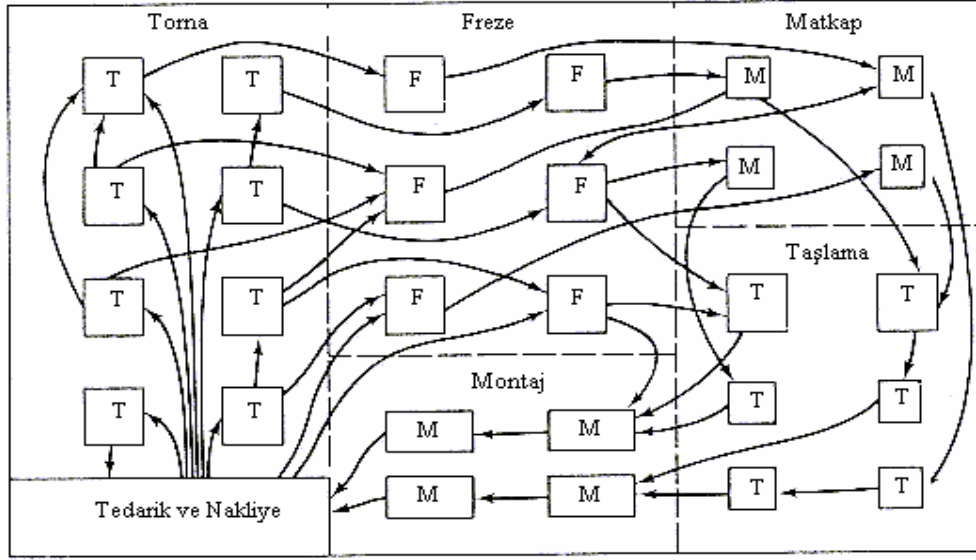 Torna Freze Matkap
T T F F M M
T T F F M M
Taşlama
T T F F T T
Montaj
T T M M T T
Tedarik ve Nakliye M M T T